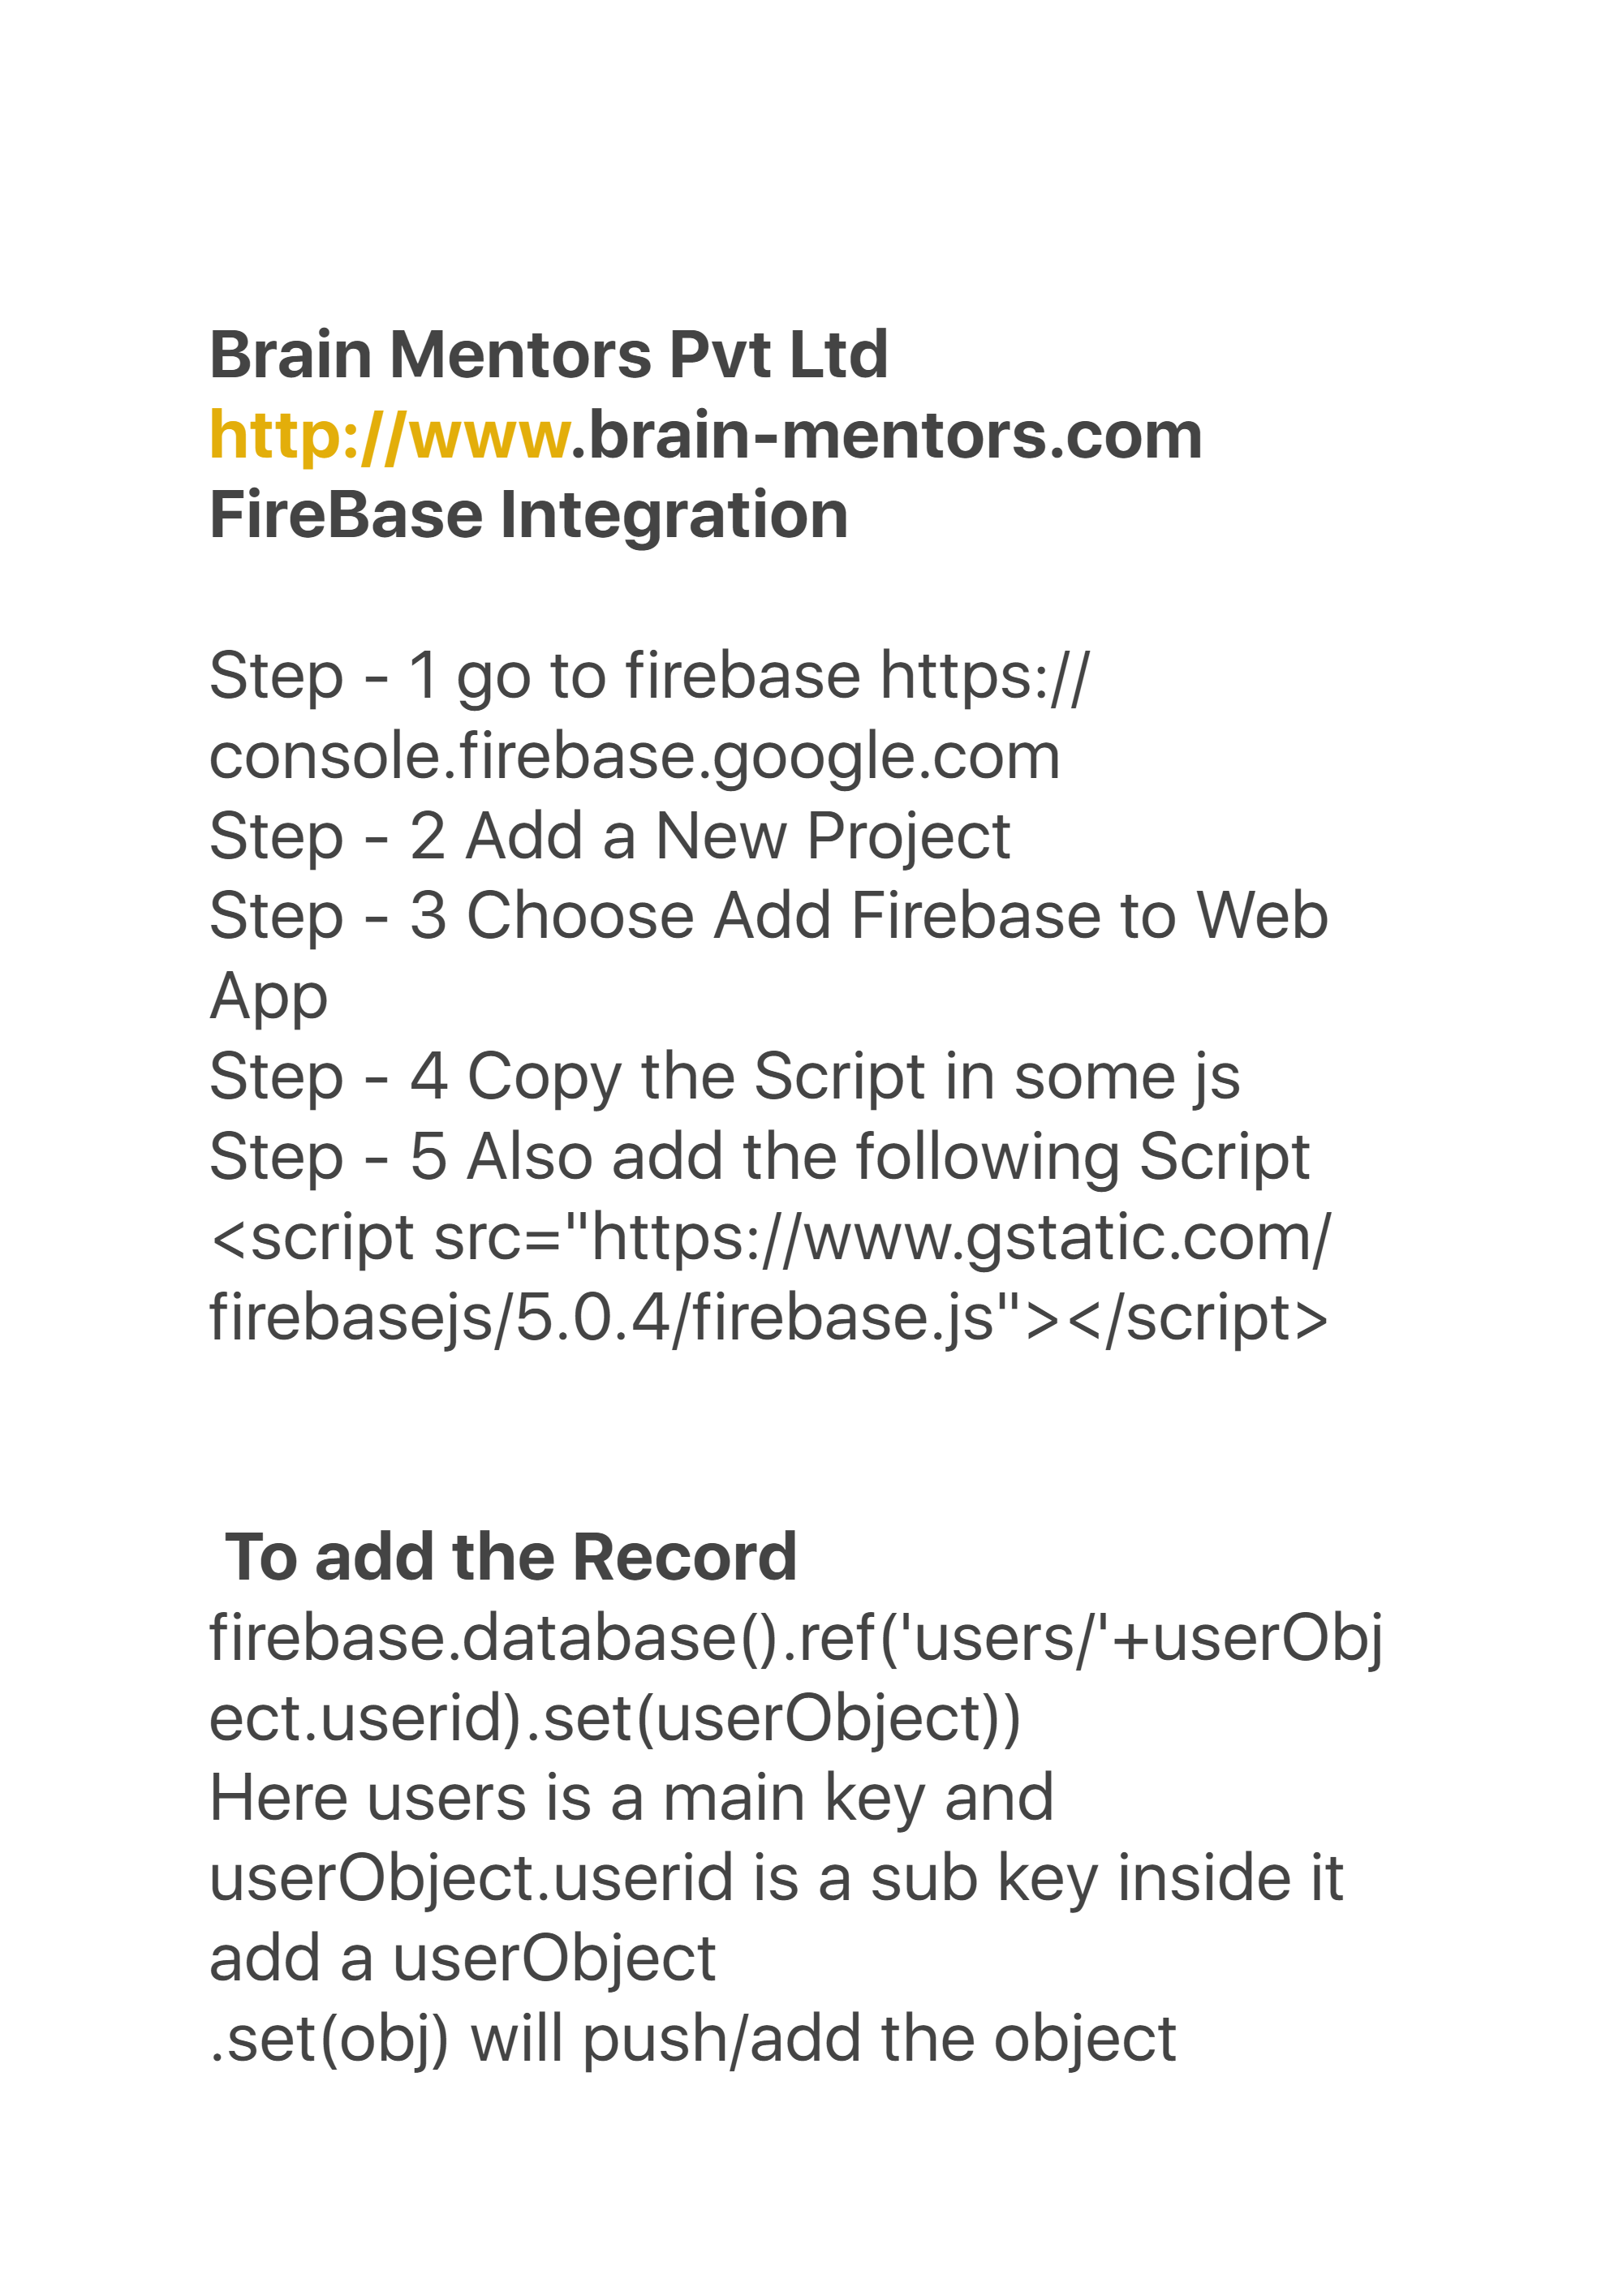 Brain Mentors Pvt Ltd
http://www.brain-mentors.com
FireBase Integration
Step - 1 go to firebase https://
console.firebase.google.com
Step - 2 Add a New Project
Step - 3 Choose Add Firebase to Web
App
Step - 4 Copy the Script in some js
Step - 5 Also add the following Script
<script src="https://www.gstatic.com/
firebasejs/5.0.4/firebase.js"></script>
To add the Record
firebase.database().ref('users/'+userObj
ect.userid).set(userObject))
Here users is a main key and
userObject.userid is a sub key inside it
add a userObject
.set(obj) will push/add the object